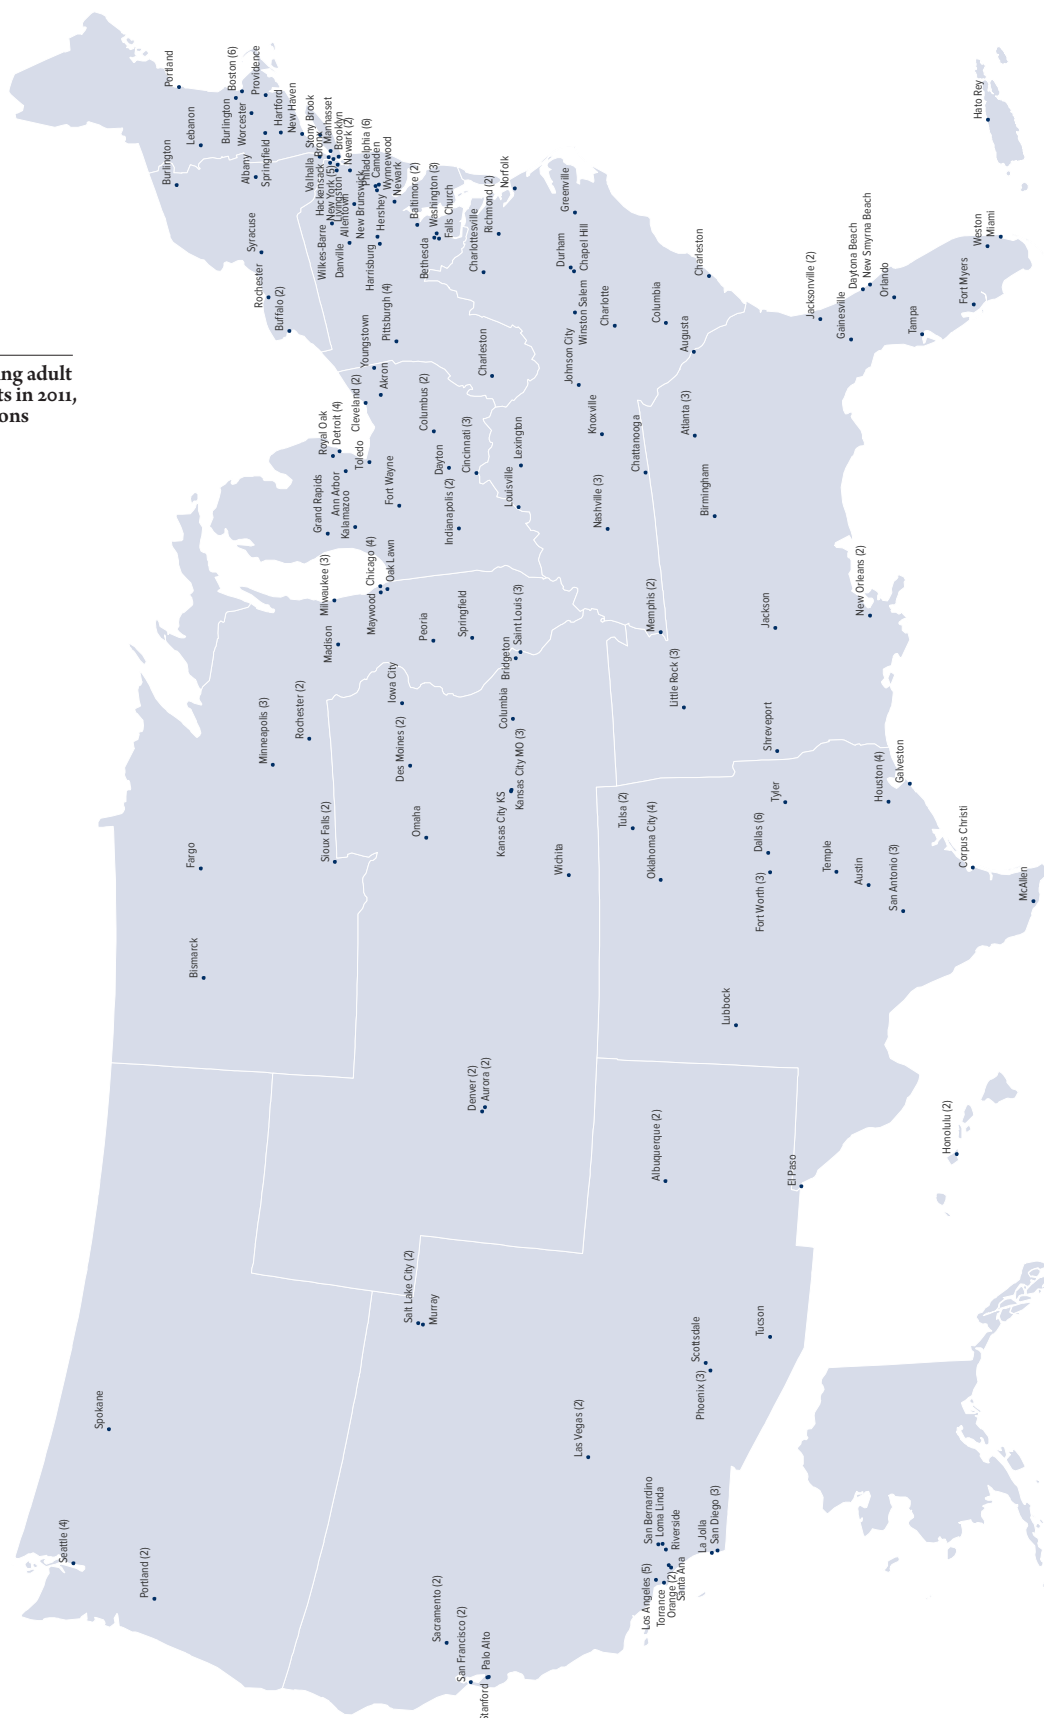 ng adult
ts in 2011,
ons
Portland
Boston (6)
Providence
Burlington
Worcester
Hartford
New Haven
Lebanon
Burlington
Albany
Springfield
Stony Brook
Manhasset
Bronx
Brooklyn
Newark (2)
Valhalla
Hackensack
New York (5)
Livingston
Allentown
New Brunswick
Philadelphia (6)
Camden
Wynnewood
Newark
Hershey
Wilkes-Barre
Danville
Harrisburg
Syracuse
Rochester
Buffalo (2)
Baltimore (2)
Washington (3)
Falls Church
Bethesda
Charlottesville
Richmond (2)
Norfolk
Greenville
Durham
Chapel Hill
Winston Salem
Charlotte
Columbia
Charleston
Augusta
Pittsburgh (4)
Youngstown
Akron
Cleveland (2)
Toledo
Columbus (2)
Dayton
Cincinnati (3)
Charleston
Johnson City
Knoxville
Chattanooga
Nashville (3)
Atlanta (3)
Birmingham
Lexington
Louisville
Indianapolis (2)
Fort Wayne
Royal Oak
Detroit (4)
Ann Arbor
Kalamazoo
Grand Rapids
Jacksonville (2)
Gainesville
Daytona Beach
New Smyrna Beach
Orlando
Tampa
Fort Myers
Weston
Miami
Hato Rey
Milwaukee (3)
Madison
Maywood
Chicago (4)
Oak Lawn
Peoria
Springfield
Bridgeton
Saint Louis (3)
Columbia
Kansas City MO (3)
Kansas City KS
Memphis (2)
Little Rock (3)
Jackson
New Orleans (2)
Shreveport
Minneapolis (3)
Rochester (2)
Iowa City
Des Moines (2)
Omaha
Sioux Falls (2)
Fargo
Bismarck
Wichita
Tulsa (2)
Oklahoma City (4)
Tyler
Dallas (6)
Fort Worth (3)
Temple
Austin
San Antonio (3)
Houston (4)
Galveston
Corpus Christi
McAllen
Lubbock
Denver (2)
Aurora (2)
Albuquerque (2)
El Paso
Honolulu (2)
Salt Lake City (2)
Murray
Scottsdale
Phoenix (3)
Tucson
Las Vegas (2)
Spokane
Seattle (4)
Portland (2)
Sacramento (2)
San Francisco (2)
Palo Alto
Stanford
San Bernardino
Loma Linda
Riverside
Los Angeles (5)
Torrance
Orange (2)
Santa Ana
La Jolla
San Diego (3)